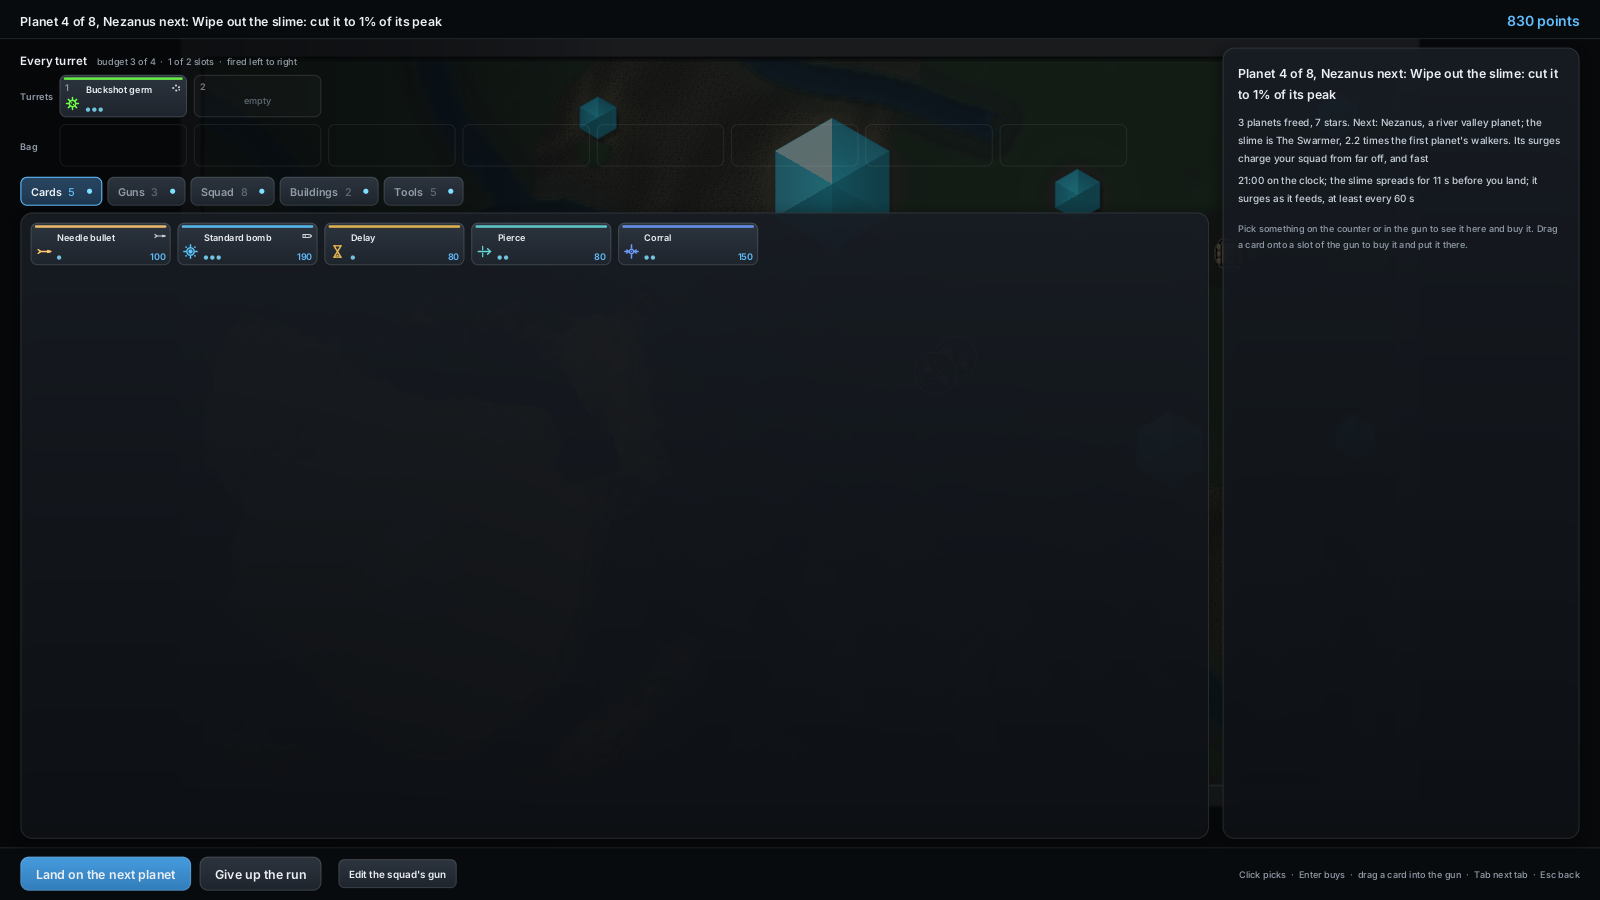 Planet 4 of 8, Nezanus next: Wipe out the slime: cut it to 1% of its peak
830 points
Every turret budget 3 of 4 · 1 of 2 slots · fired left to right
Turrets
1 Buckshot germ
2 empty
Bag
Cards 5
Guns 3
Squad 8
Buildings 2
Tools 5
Needle bullet 100
Standard bomb 190
Delay 80
Pierce 80
Corral 150
Planet 4 of 8, Nezanus next: Wipe out the slime: cut it
to 1% of its peak
3 planets freed, 7 stars. Next: Nezanus, a river valley planet; the
slime is The Swarmer, 2.2 times the first planet's walkers. Its surges
charge your squad from far off, and fast
21:00 on the clock; the slime spreads for 11 s before you land; it
surges as it feeds, at least every 60 s
Pick something on the counter or in the gun to see it here and buy it. Drag
a card onto a slot of the gun to buy it and put it there.
Land on the next planet
Give up the run
Edit the squad's gun
Click picks · Enter buys · drag a card into the gun · Tab next tab · Esc back